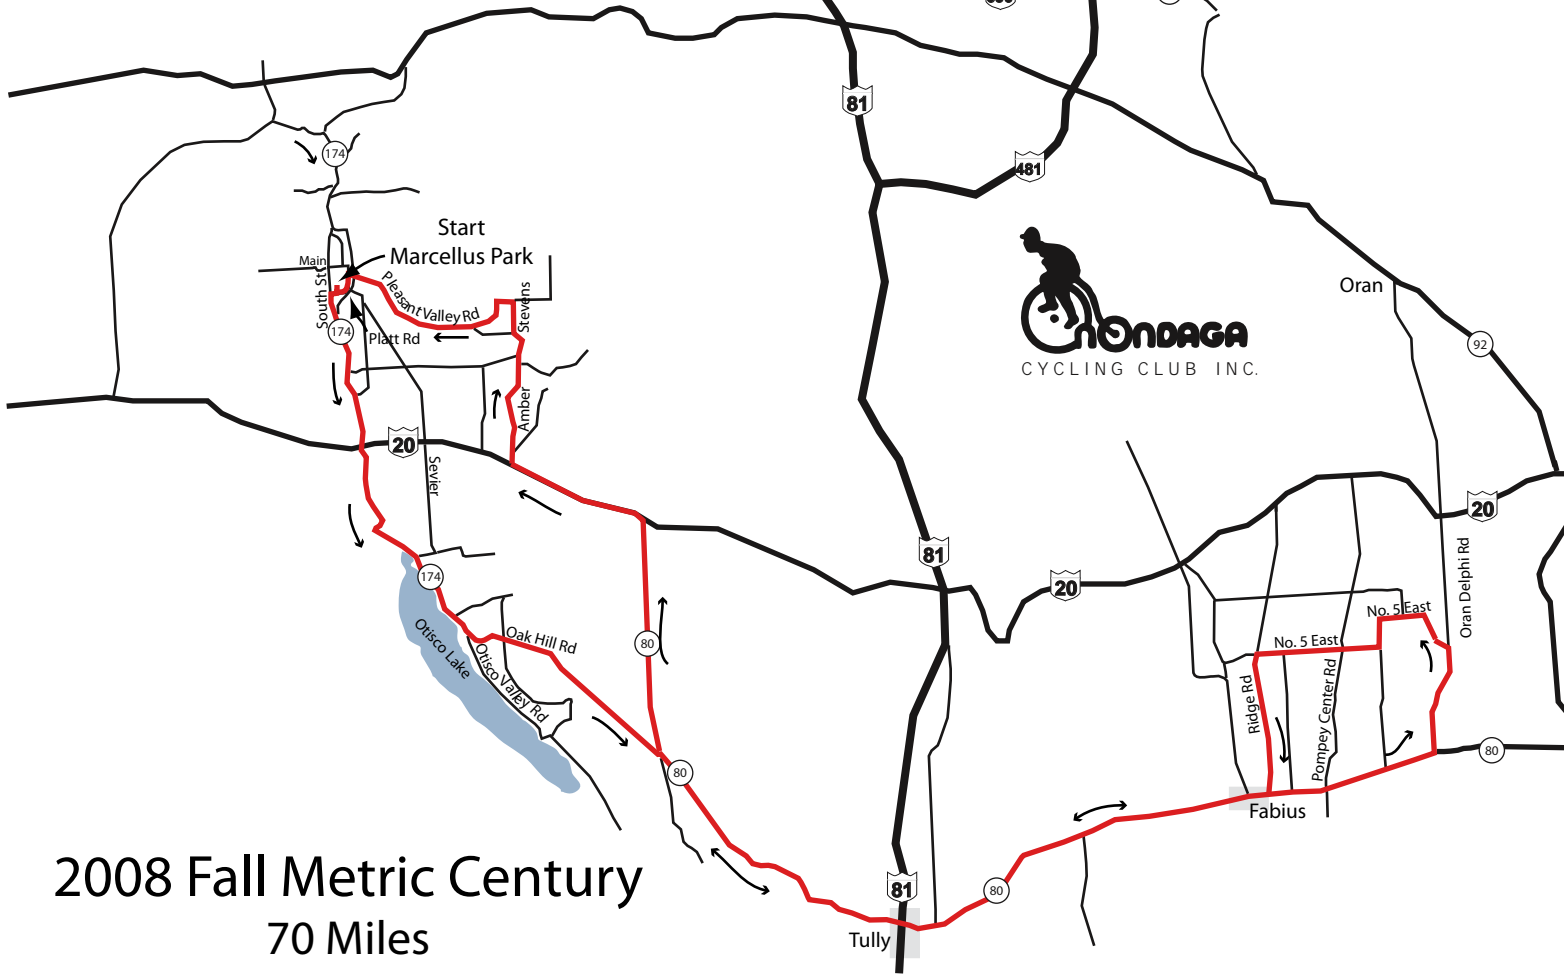 81
481
174
Start
Marcellus Park
Main
South St
Pleasant Valley Rd
Stevens
174
Platt Rd
Amber
20
Sevier
174
Otisco Lake
Otisco Valley Rd
Oak Hill Rd
80
80
81
20
OnONDAGA
CYCLING CLUB INC.
Oran
92
20
Oran Delphi Rd
No. 5 East
No. 5 East
Ridge Rd
Pompey Center Rd
80
Fabius
80
81
Tully
2008 Fall Metric Century
70 Miles